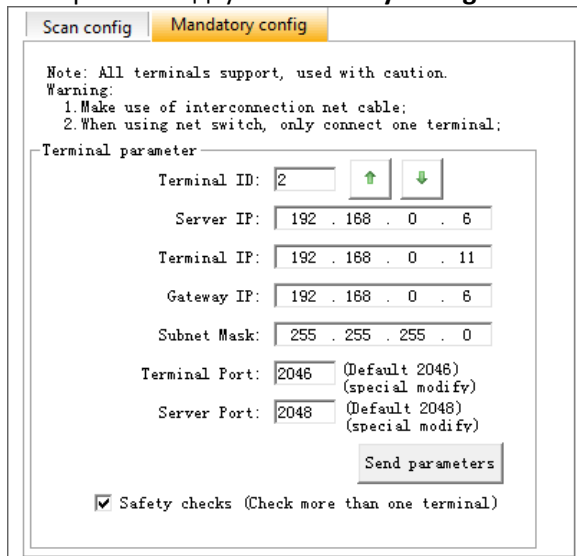 Scan config Mandatory config
Note: All terminals support, used with caution.
Warning:
1.Make use of interconnection net cable;
2.When using net switch, only connect one terminal;
Terminal parameter
Terminal ID: 2
Server IP: 192 . 168 . 0 . 6
Terminal IP: 192 . 168 . 0 . 11
Gateway IP: 192 . 168 . 0 . 6
Subnet Mask: 255 . 255 . 255 . 0
Terminal Port: 2046 (Default 2046)
(special modify)
Server Port: 2048 (Default 2048)
(special modify)
Send parameters
Safety checks (Check more than one terminal)